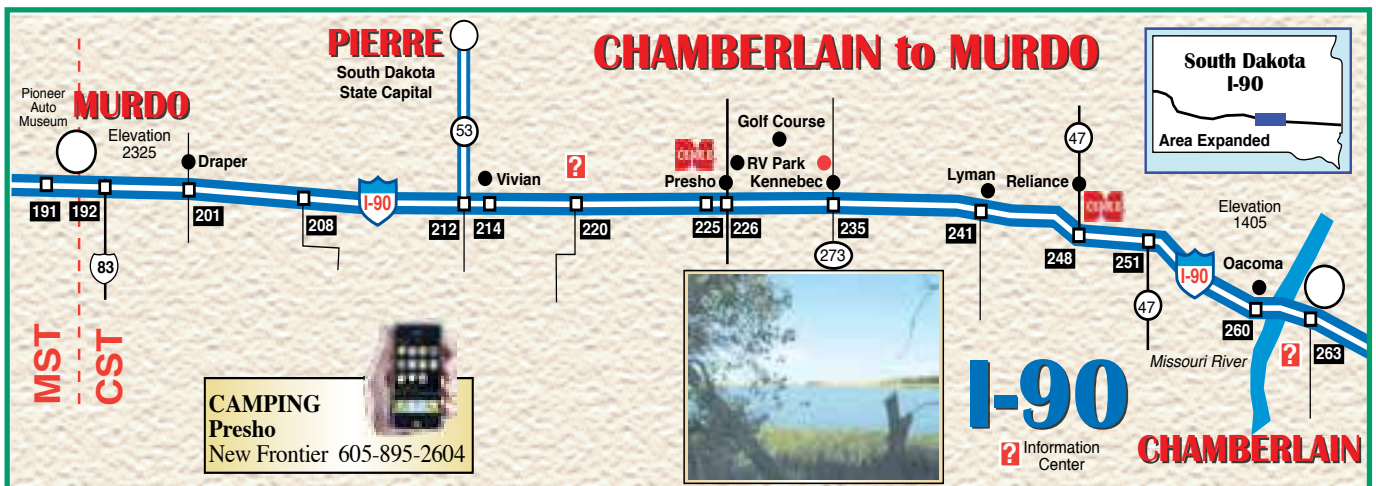 CHAMBERLAIN to MURDO
PIERRE
South Dakota
State Capital
53
South Dakota
I-90
Area Expanded
Pioneer
Auto
Museum
MURDO
Elevation
2325
Draper
Vivian
?
Golf Course
RV Park
Presho
Kennebec
Lyman
47
Reliance
Elevation
1405
Oacoma
I-90
I-90
191
192
201
208
212
214
220
225
226
235
241
248
251
260
263
83
273
47
Missouri River
?
MST
CST
CAMPING
Presho
New Frontier 605-895-2604
I-90
? Information
Center
CHAMBERLAIN